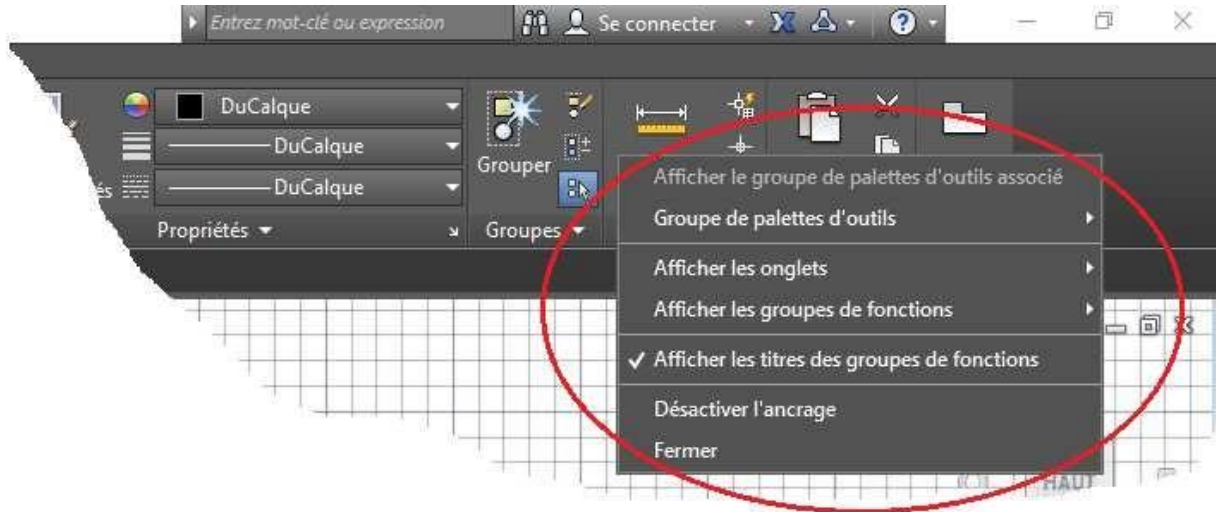 Entrez mot-clé ou expression
Se connecter
DuCalque
DuCalque
DuCalque
Propriétés
Grouper
Groupes
Afficher le groupe de palettes d'outils associé
Groupe de palettes d'outils
Afficher les onglets
Afficher les groupes de fonctions
Afficher les titres des groupes de fonctions
Désactiver l'ancrage
Fermer
HAUT